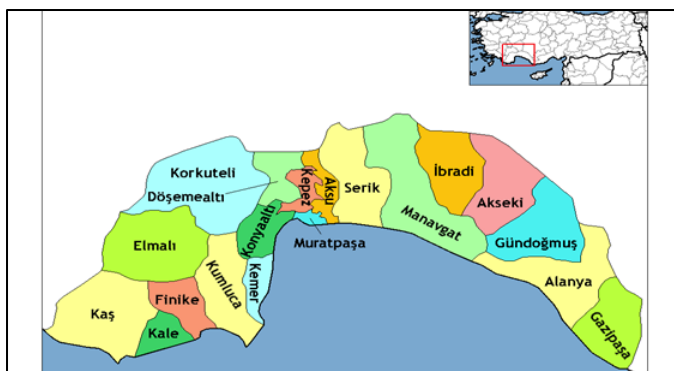 Korkuteli
Döşemealtı
Kepez
Aksu
Serik
İbradi
Akseki
Manavgat
Gündoğmuş
Elmalı
Konyaaltı
Muratpaşa
Kumluca
Kemer
Alanya
Kaş
Finike
Kale
Gazipaşa